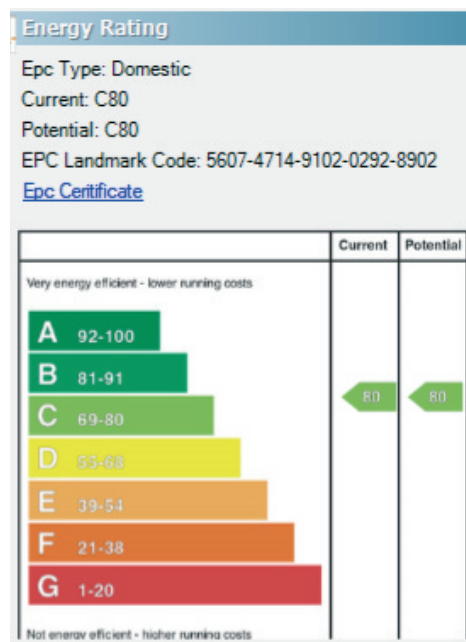 Energy Rating
Epc Type: Domestic
Current: C80
Potential: C80
EPC Landmark Code: 5607-4714-9102-0292-8902
Epc Ceritificate
Current Potential
Very energy efficient - lower running costs
A 92-100
B 81-91
C 69-80
80 80
D 55-68
E 39-54
F 21-38
G 1-20
Not energy eficient - higher running costs